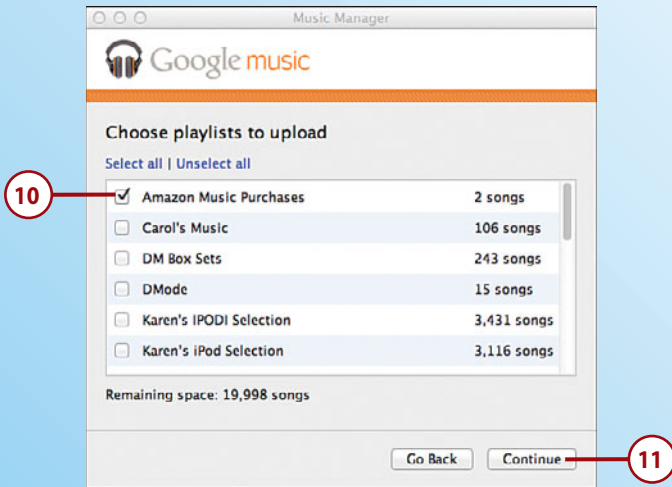 Music Manager
Google music
Choose playlists to upload
Select all | Unselect all
10
Amazon Music Purchases 2 songs
Carol's Music 106 songs
DM Box Sets 243 songs
DMode 15 songs
Karen's IPODI Selection 3,431 songs
Karen's iPod Selection 3,116 songs
Remaining space: 19,998 songs
Go Back Continue 11